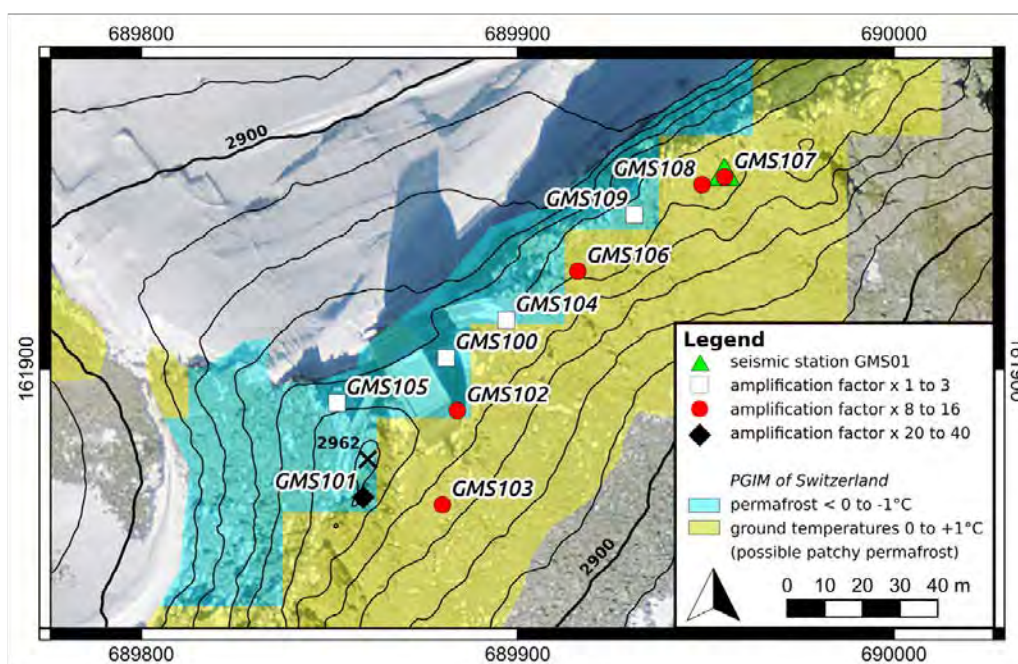 689800 689900 690000
2900
GMS108
GMS107
GMS109
GMS106
GMS104
GMS100
GMS105
GMS102
2962
GMS101
GMS103
2900
161900
161900
Legend
seismic station GMS01
amplification factor x 1 to 3
amplification factor x 8 to 16
amplification factor x 20 to 40
PGIM of Switzerland
permafrost < 0 to -1°C
ground temperatures 0 to +1°C
(possible patchy permafrost)
0 10 20 30 40 m
689800 689900 690000